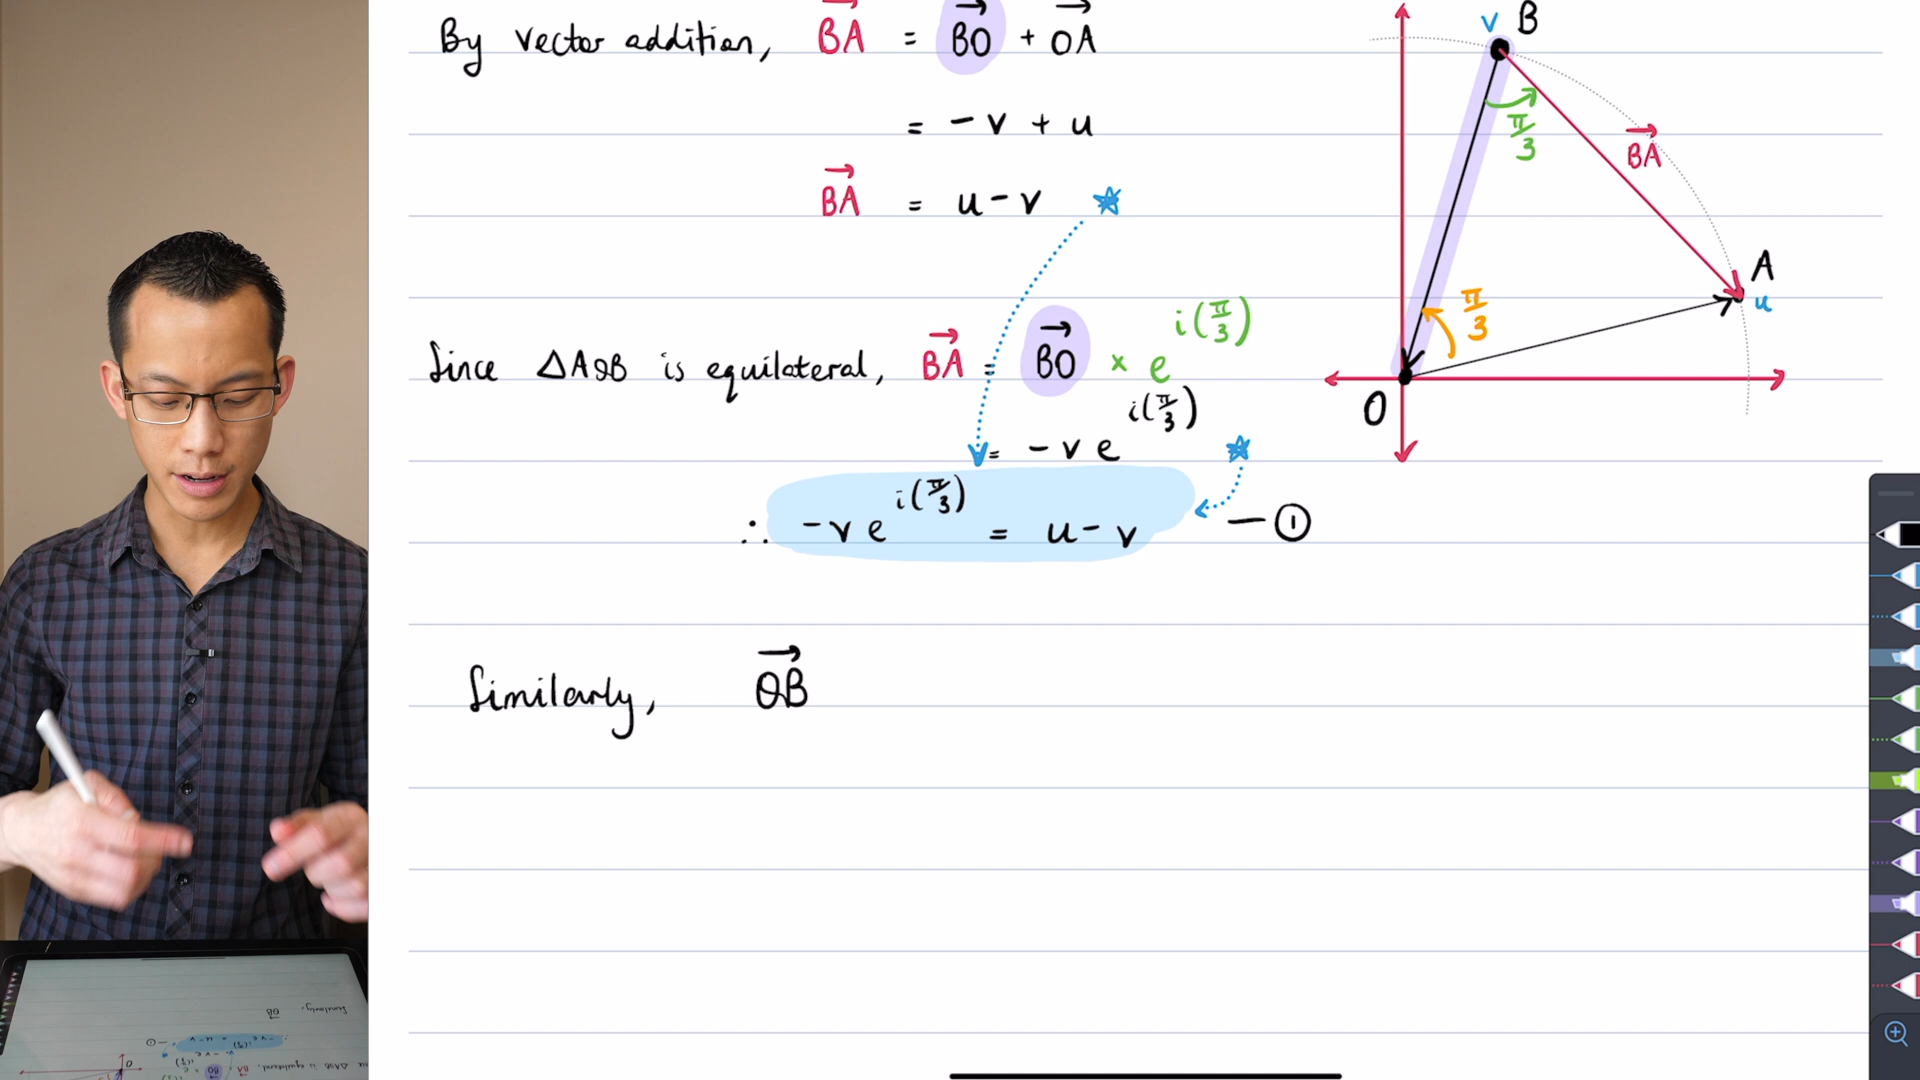 By vector addition, BA = BO + OA
= - v + u
BA = u - v
Since ΔAOB is equilateral, BA = BO × e^{i(π/3)}
= - v e^{i(π/3)}
∴ -v e^{i(π/3)} = u - v — ①
Similarly, OB
v B
π/3
BA
A
u
π/3
O